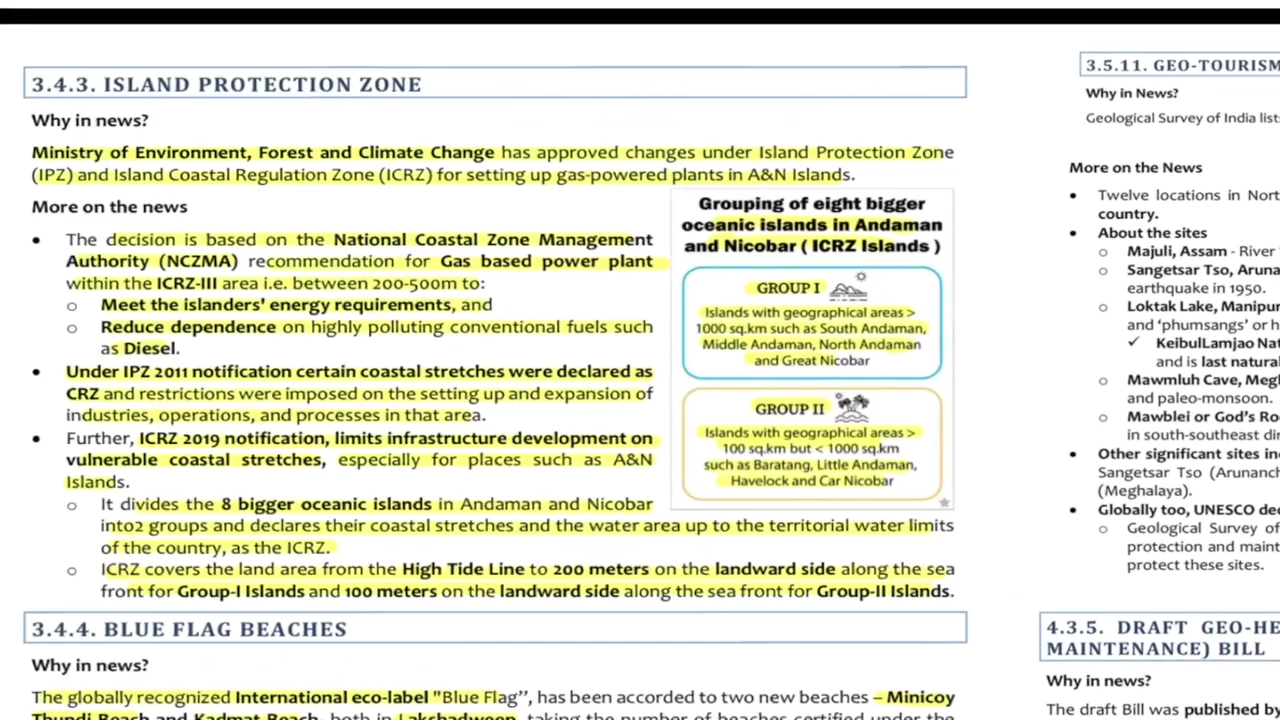 3.4.3. ISLAND PROTECTION ZONE
Why in news?
Ministry of Environment, Forest and Climate Change has approved changes under Island Protection Zone
(IPZ) and Island Coastal Regulation Zone (ICRZ) for setting up gas-powered plants in A&N Islands.
More on the news
• The decision is based on the National Coastal Zone Management
Authority (NCZMA) recommendation for Gas based power plant
within the ICRZ-III area i.e. between 200-500m to:
o Meet the islanders' energy requirements, and
o Reduce dependence on highly polluting conventional fuels such
as Diesel.
• Under IPZ 2011 notification certain coastal stretches were declared as
CRZ and restrictions were imposed on the setting up and expansion of
industries, operations, and processes in that area.
• Further, ICRZ 2019 notification, limits infrastructure development on
vulnerable coastal stretches, especially for places such as A&N
Islands.
o It divides the 8 bigger oceanic islands in Andaman and Nicobar
into2 groups and declares their coastal stretches and the water area up to the territorial water limits
of the country, as the ICRZ.
o ICRZ covers the land area from the High Tide Line to 200 meters on the landward side along the sea
front for Group-I Islands and 100 meters on the landward side along the sea front for Group-II Islands.
Grouping of eight bigger
oceanic islands in Andaman
and Nicobar ( ICRZ Islands )
GROUP I
Islands with geographical areas >
1000 sq.km such as South Andaman,
Middle Andaman, North Andaman
and Great Nicobar
GROUP II
Islands with geographical areas >
100 sq.km but < 1000 sq.km
such as Baratang, Little Andaman,
Havelock and Car Nicobar
3.4.4. BLUE FLAG BEACHES
Why in news?
The globally recognized International eco-label "Blue Flag”, has been accorded to two new beaches – Minicoy
Thundi Beach and Kadmat Beach, both in Lakshadweep, taking the number of beaches certified under the
3.5.11. GEO-TOURISM
Why in News?
Geological Survey of India
More on the News
• Twelve locations in
country.
• About the sites
o Majuli, Assam - River
o Sangetsar Tso,
earthquake in 1950.
o Loktak Lake,
and ‘phumsangs’ or
✓ KeibulLamjao
and is last
o Mawmluh Cave,
and paleo-monsoon.
o Mawblei or God’s
in south-southeast
• Other significant sites
Sangetsar Tso
(Meghalaya).
• Globally too, UNESCO
o Geological Survey of
protection and
protect these sites.
4.3.5. DRAFT
MAINTENANCE) BILL
Why in news?
The draft Bill was published by